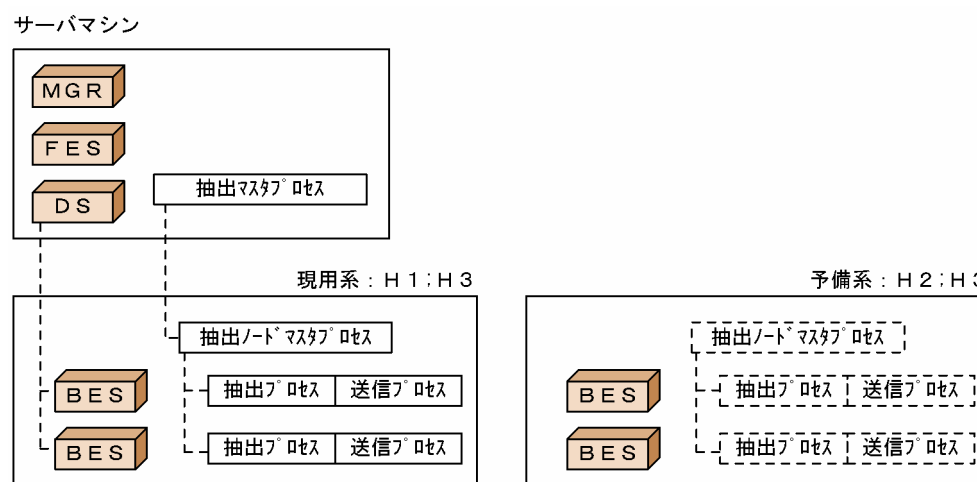 サーバマシン
MGR
FES
DS
抽出ﾏｽﾀﾌﾟﾛｾｽ
現用系：H1;H3
予備系：H2;H3
抽出ﾉｰﾄﾞﾏｽﾀﾌﾟﾛｾｽ
抽出ﾉｰﾄﾞﾏｽﾀﾌﾟﾛｾｽ
BES
抽出ﾌﾟﾛｾｽ
送信ﾌﾟﾛｾｽ
BES
抽出ﾌﾟﾛｾｽ
送信ﾌﾟﾛｾｽ
BES
抽出ﾌﾟﾛｾｽ
送信ﾌﾟﾛｾｽ
BES
抽出ﾌﾟﾛｾｽ
送信ﾌﾟﾛｾｽ